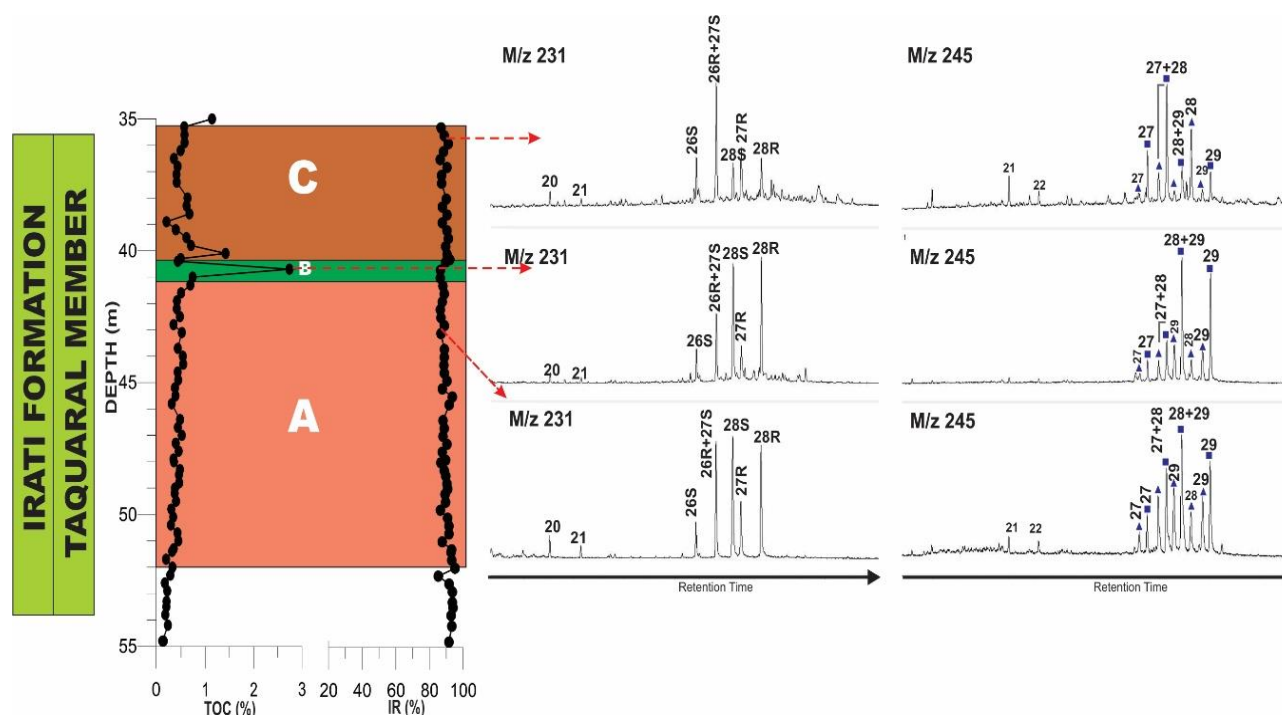 IRATI FORMATION
TAQUARAL MEMBER
DEPTH (m)
35
40
45
50
55
C
B
A
0 1 2 3
TOC (%)
20 40 60 80 100
IR (%)
M/z 231
20
21
26S
26R+27S
28S
27R
28R
M/z 245
21
22
27
27
27+28
28+29
28
29
29
M/z 231
20
21
26S
26R+27S
28S
27R
28R
M/z 245
27
27
27+28
29
28+29
28
29
29
M/z 231
20
21
26S
26R+27S
28S
27R
28R
Retention Time
M/z 245
21
22
27
27
27+28
29
28+29
28
29
29
Retention Time